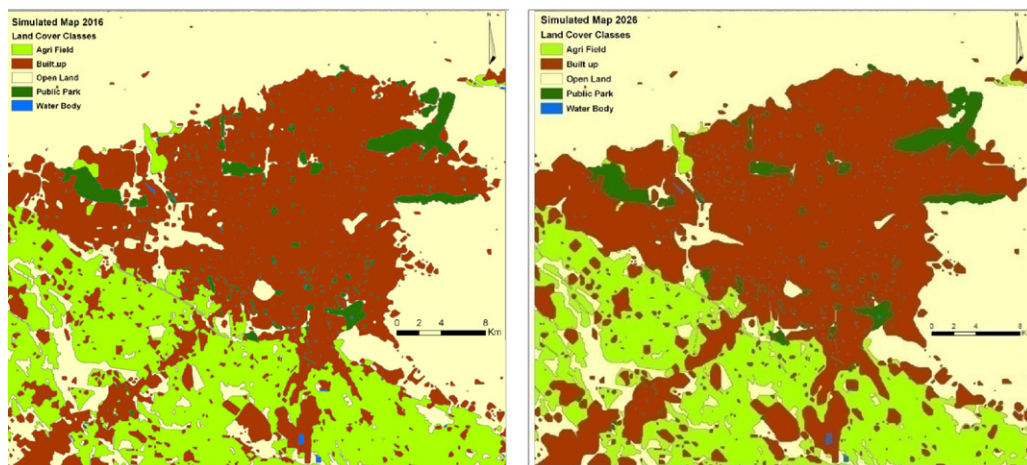 Simulated Map 2016
Land Cover Classes
Agri Field
Built up
Open Land
Public Park
Water Body
N
0 2 4 8
Km
Simulated Map 2026
Land Cover Classes
Agri Field
Built up
Open Land
Public Park
Water Body
N
0 2 4 8